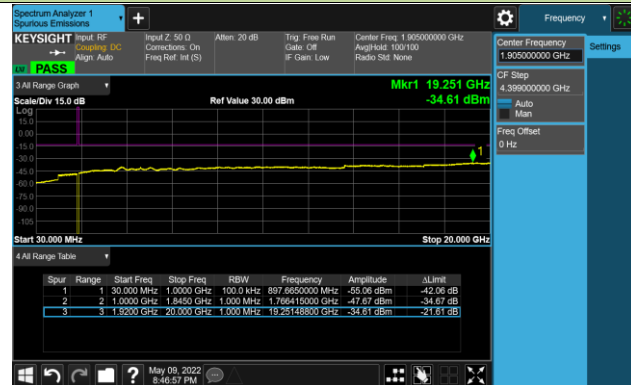 Spectrum Analyzer 1
Spurious Emissions
+
Frequency
KEYSIGHT Input: RF Input Z: 50 Ω Atten: 20 dB Trig: Free Run Center Freq: 1.905000000 GHz
Coupling: DC Corrections: On Gate: Off Avg|Hold: 100/100
Align: Auto Freq Ref: Int (S) IF Gain: Low Radio Std: None
PASS
Center Frequency
1.905000000 GHz
Settings
CF Step
4.399000000 GHz
Auto
Man
Freq Offset
0 Hz
3 All Range Graph
Mkr1 19.251 GHz
Scale/Div 15.0 dB Ref Value 30.00 dBm -34.61 dBm
Log
15.0
0.00
-15.0
-30.0
-45.0
-60.0
-75.0
-90.0
-105
1
Start 30.000 MHz Stop 20.000 GHz
4 All Range Table
Spur Range Start Freq Stop Freq RBW Frequency Amplitude ΔLimit
1 1 30.000 MHz 1.0000 GHz 100.0 kHz 897.6650000 MHz -55.06 dBm -42.06 dB
2 2 1.0000 GHz 1.8450 GHz 1.000 MHz 1.766415000 GHz -47.67 dBm -34.67 dB
3 3 1.9200 GHz 20.000 GHz 1.000 MHz 19.25148800 GHz -34.61 dBm -21.61 dB
?
May 09, 2022
8:46:57 PM